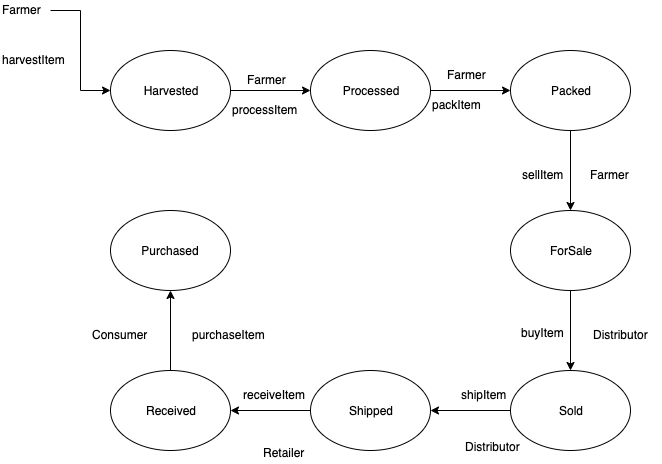 Farmer
harvestItem
Harvested
Farmer
processItem
Processed
Farmer
packItem
Packed
sellItem
Farmer
ForSale
buyItem
Distributor
Sold
shipItem
Distributor
Shipped
receiveItem
Retailer
Received
Consumer
purchaseItem
Purchased